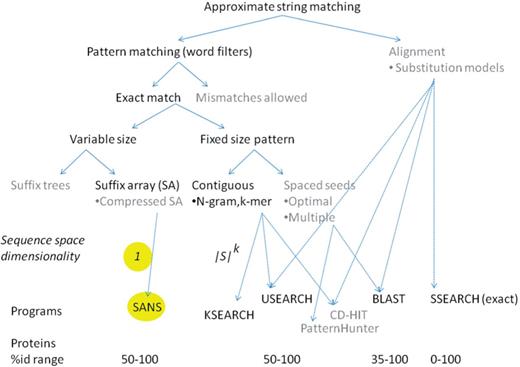 Approximate string matching
Pattern matching (word filters)
Alignment
• Substitution models
Exact match
Mismatches allowed
Variable size
Fixed size pattern
Suffix trees
Suffix array (SA)
• Compressed SA
Contiguous
• N-gram, k-mer
Spaced seeds
• Optimal
• Multiple
Sequence space
dimensionality
1
|S|^k
Programs
SANS
KSEARCH
USEARCH
CD-HIT
PatternHunter
BLAST
SSEARCH (exact)
Proteins
%id range
50-100
50-100
35-100
0-100